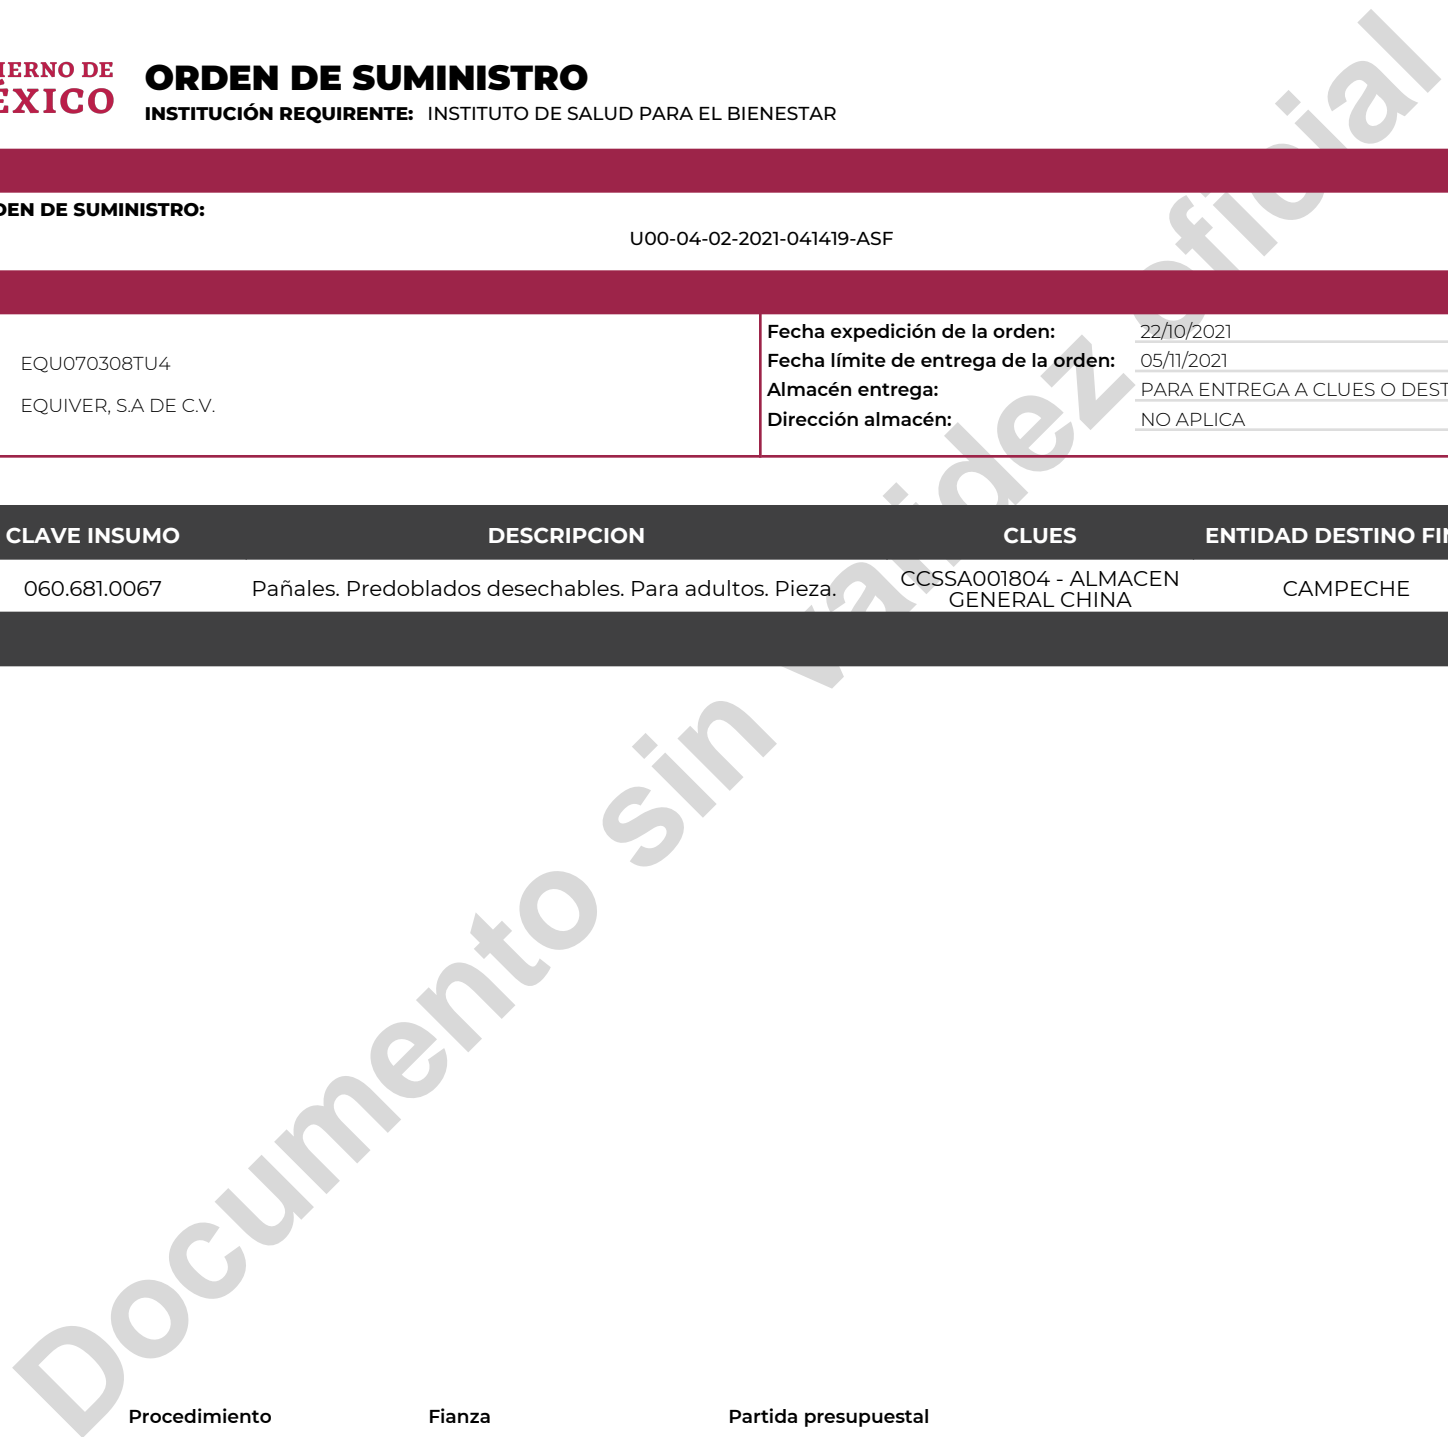 IERNO DE
ÉXICO
ORDEN DE SUMINISTRO
INSTITUCIÓN REQUIRENTE: INSTITUTO DE SALUD PARA EL BIENESTAR
DEN DE SUMINISTRO:
U00-04-02-2021-041419-ASF
EQU070308TU4
EQUIVER, S.A DE C.V.
Fecha expedición de la orden: 22/10/2021
Fecha límite de entrega de la orden: 05/11/2021
Almacén entrega: PARA ENTREGA A CLUES O DEST
Dirección almacén: NO APLICA
CLAVE INSUMO DESCRIPCION CLUES ENTIDAD DESTINO FIN
060.681.0067 Pañales. Predoblados desechables. Para adultos. Pieza. CCSSA001804 - ALMACEN GENERAL CHINA CAMPECHE
Documento sin validez oficial
Procedimiento Fianza Partida presupuestal